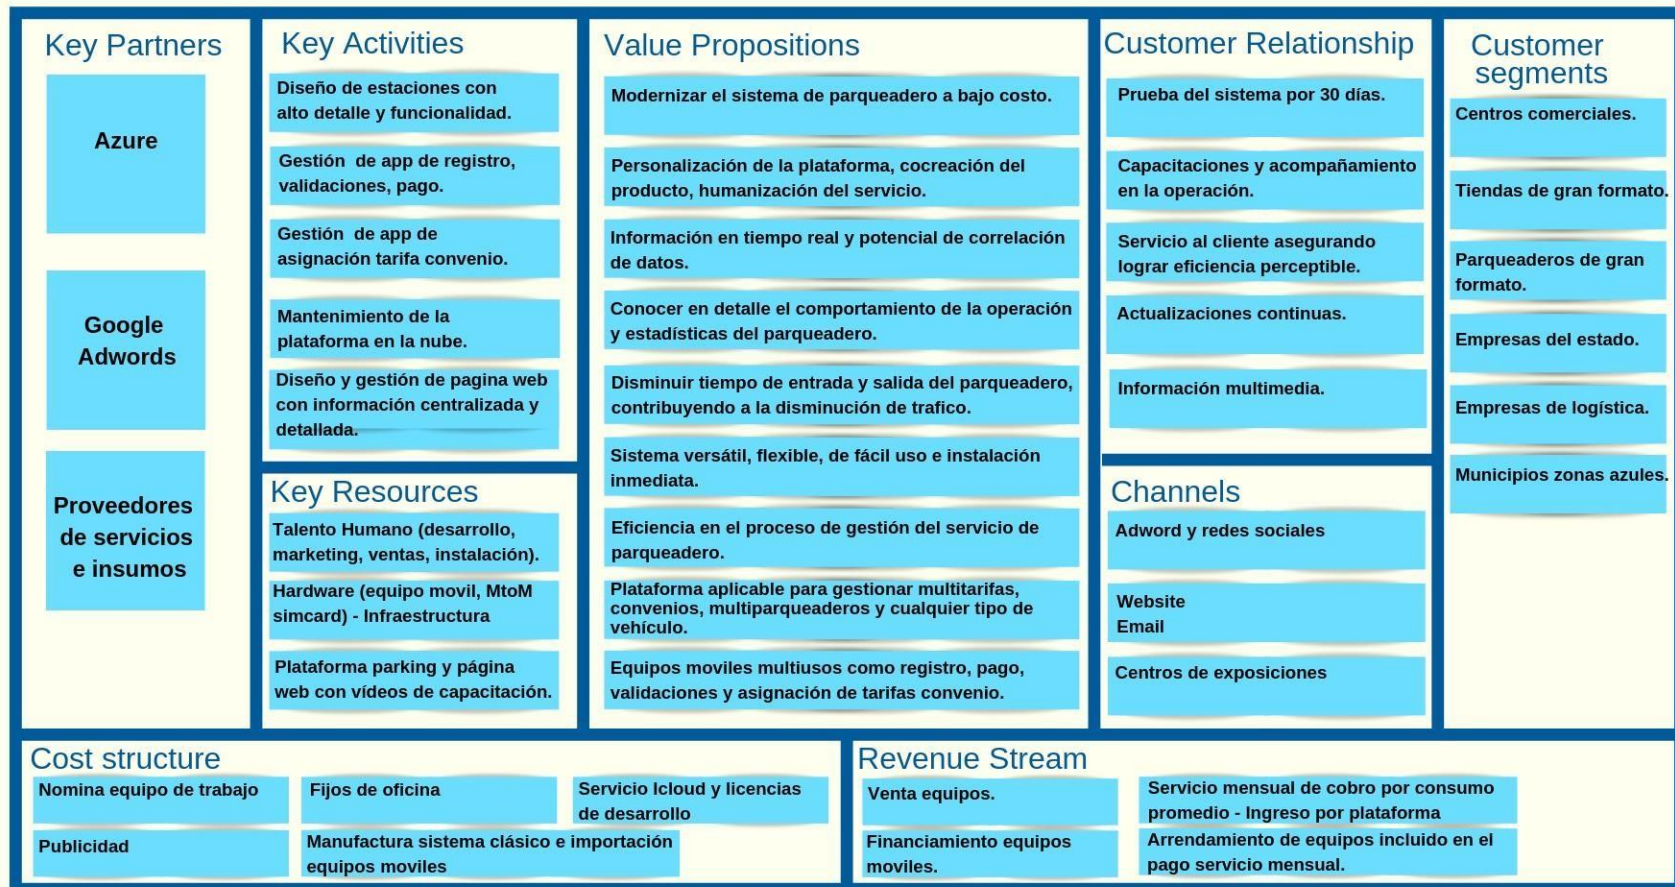 Key Partners
Azure
Google
Adwords
Proveedores
de servicios
e insumos
Key Activities
Diseño de estaciones con
alto detalle y funcionalidad.
Gestión de app de registro,
validaciones, pago.
Gestión de app de
asignación tarifa convenio.
Mantenimiento de la
plataforma en la nube.
Diseño y gestión de pagina web
con información centralizada y
detallada.
Key Resources
Talento Humano (desarrollo,
marketing, ventas, instalación).
Hardware (equipo movil, MtoM
simcard) - Infraestructura
Plataforma parking y página
web con vídeos de capacitación.
Value Propositions
Modernizar el sistema de parqueadero a bajo costo.
Personalización de la plataforma, cocreación del
producto, humanización del servicio.
Información en tiempo real y potencial de correlación
de datos.
Conocer en detalle el comportamiento de la operación
y estadísticas del parqueadero.
Disminuir tiempo de entrada y salida del parqueadero,
contribuyendo a la disminución de trafico.
Sistema versátil, flexible, de fácil uso e instalación
inmediata.
Eficiencia en el proceso de gestión del servicio de
parqueadero.
Plataforma aplicable para gestionar multitarifas,
convenios, multiparqueaderos y cualquier tipo de
vehículo.
Equipos moviles multiusos como registro, pago,
validaciones y asignación de tarifas convenio.
Customer Relationship
Prueba del sistema por 30 días.
Capacitaciones y acompañamiento
en la operación.
Servicio al cliente asegurando
lograr eficiencia perceptible.
Actualizaciones continuas.
Información multimedia.
Channels
Adword y redes sociales
Website
Email
Centros de exposiciones
Customer
segments
Centros comerciales.
Tiendas de gran formato.
Parqueaderos de gran
formato.
Empresas del estado.
Empresas de logística.
Municipios zonas azules.
Cost structure
Nomina equipo de trabajo
Fijos de oficina
Servicio Icloud y licencias
de desarrollo
Publicidad
Manufactura sistema clásico e importación
equipos moviles
Revenue Stream
Venta equipos.
Servicio mensual de cobro por consumo
promedio - Ingreso por plataforma
Financiamiento equipos
moviles.
Arrendamiento de equipos incluido en el
pago servicio mensual.